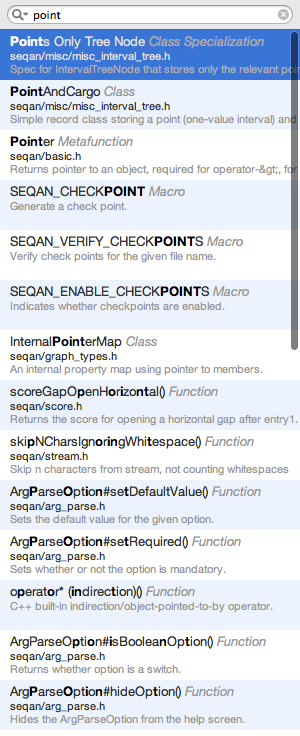 point
Points Only Tree Node Class Specialization
seqan/misc/misc_interval_tree.h
Spec for IntervalTreeNode that stores only the relevant poin
PointAndCargo Class
seqan/misc/misc_interval_tree.h
Simple record class storing a point (one-value interval) and
Pointer Metafunction
seqan/basic.h
Returns pointer to an object, required for operator-&gt;, for
SEQAN_CHECKPOINT Macro
Generate a check point.
SEQAN_VERIFY_CHECKPOINTS Macro
Verify check points for the given file name.
SEQAN_ENABLE_CHECKPOINTS Macro
Indicates whether checkpoints are enabled.
InternalPointerMap Class
seqan/graph_types.h
An internal property map using pointer to members.
scoreGapOpenHorizontal() Function
seqan/score.h
Returns the score for opening a horizontal gap after entry1.
skipNCharsIgnoringWhitespace() Function
seqan/stream.h
Skip n characters from stream, not counting whitespaces
ArgParseOption#setDefaultValue() Function
seqan/arg_parse.h
Sets the default value for the given option.
ArgParseOption#setRequired() Function
seqan/arg_parse.h
Sets whether or not the option is mandatory.
operator* (indirection)() Function
C++ built-in indirection/object-pointed-to-by operator.
ArgParseOption#isBooleanOption() Function
seqan/arg_parse.h
Returns whether option is a switch.
ArgParseOption#hideOption() Function
seqan/arg_parse.h
Hides the ArgParseOption from the help screen.